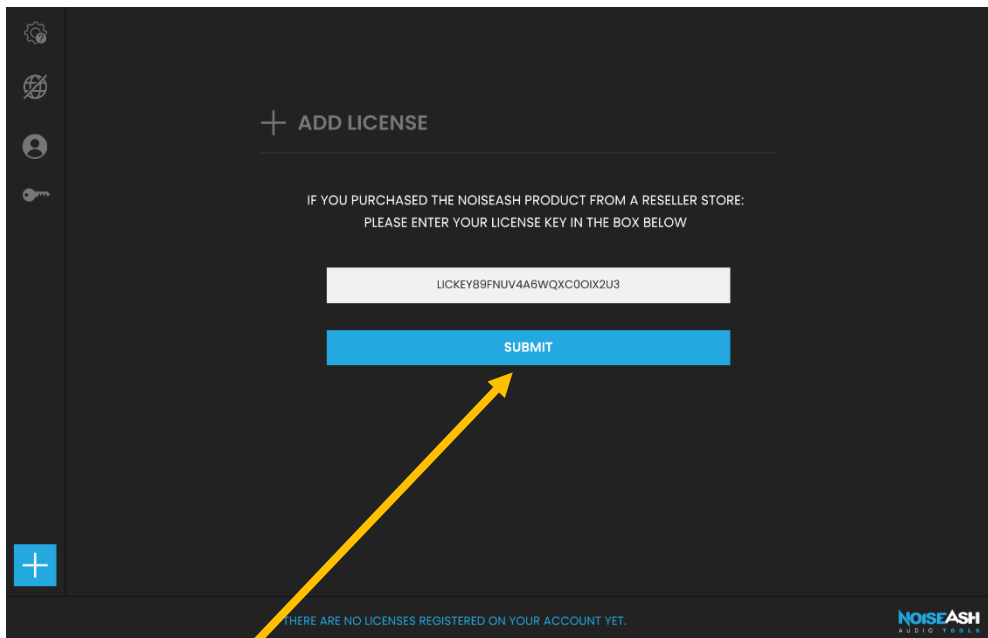 ADD LICENSE
IF YOU PURCHASED THE NOISEASH PRODUCT FROM A RESELLER STORE:
PLEASE ENTER YOUR LICENSE KEY IN THE BOX BELOW
LICKEY89FNUV4A6WQXC0OIX2U3
SUBMIT
THERE ARE NO LICENSES REGISTERED ON YOUR ACCOUNT YET.
NOISEASH
AUDIO TOOLS